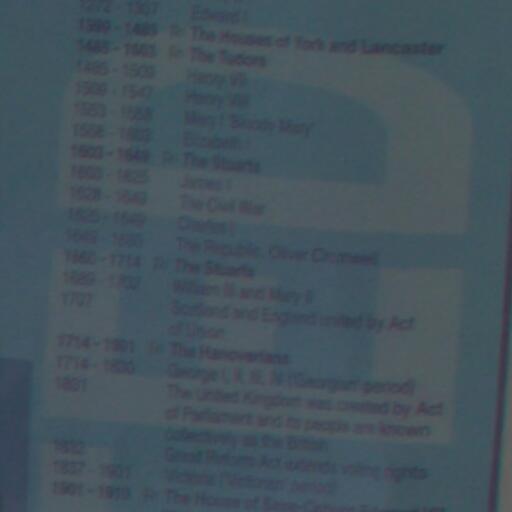 1272 - 1307 Edward I
1399 - 1485 The Houses of York and Lancaster
1485 - 1603 The Tudors
1485 - 1509 Henry VII
1509 - 1547 Henry VIII
1553 - 1558 Mary I 'Bloody Mary'
1558 - 1603 Elizabeth I
1603 - 1649 The Stuarts
1603 - 1625 James I
1628 - 1649 The Civil War
1625 - 1649 Charles I
1649 - 1660 The Republic, Oliver Cromwell
1660 - 1714 The Stuarts
1689 - 1702 William III and Mary II
1707 Scotland and England united by Act
of Union
1714 - 1901 The Hanoverians
1714 - 1830 George I, II, III, IV (Georgian period)
1801 The United Kingdom was created by Act
of Parliament and its people are known
collectively as the British
1832 Great Reform Act extends voting rights
1837 - 1901 Victoria ('Victorian' period)
1901 - 1910 The House of Saxe-Coburg